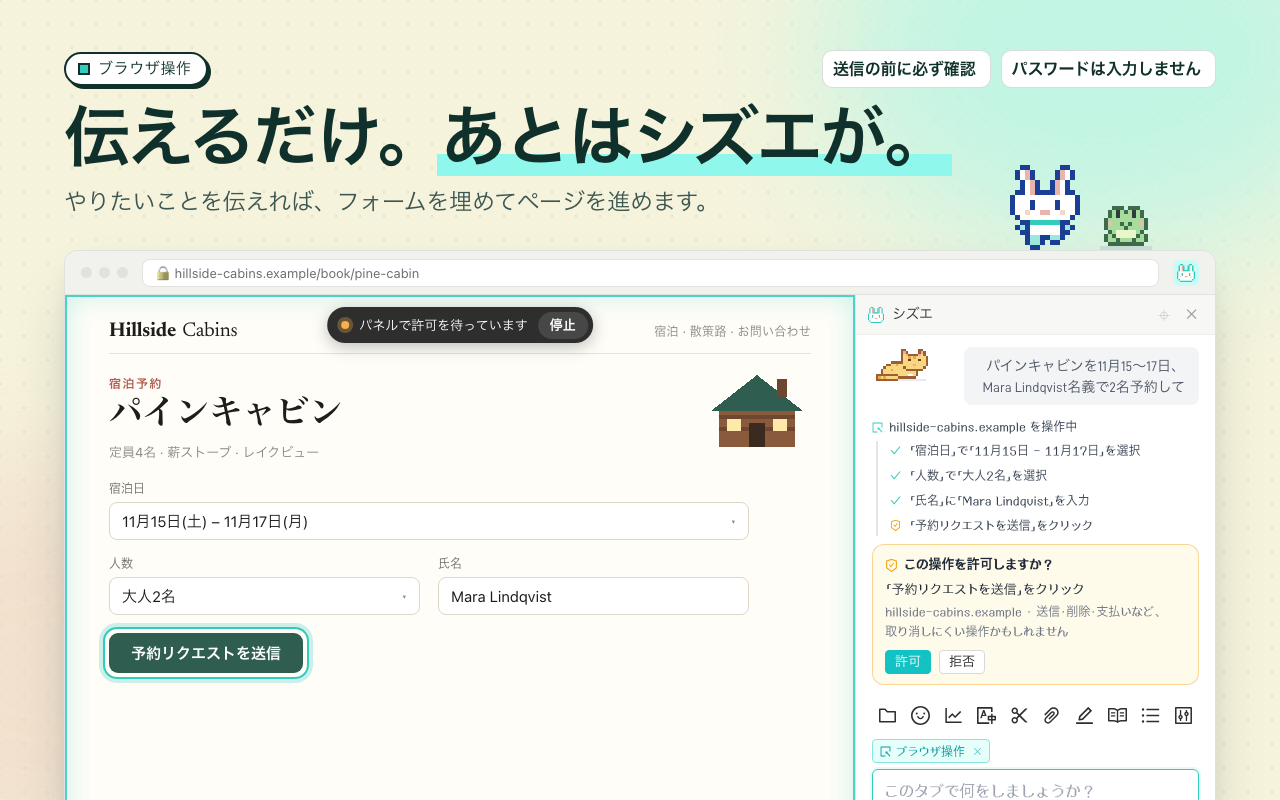 ブラウザ操作
送信の前に必ず確認
パスワードは入力しません
伝えるだけ。あとはシズエが。
やりたいことを伝えれば、フォームを埋めてページを進めます。
hillside-cabins.example/book/pine-cabin
Hillside Cabins
パネルで許可を待っています
停止
宿泊 · 散策路 · お問い合わせ
宿泊予約
パインキャビン
定員4名 · 薪ストーブ · レイクビュー
宿泊日
11月15日(土) – 11月17日(月)
人数
氏名
大人2名
Mara Lindqvist
予約リクエストを送信
シズエ
パインキャビンを11月15〜17日、
Mara Lindqvist名義で2名予約して
hillside-cabins.example を操作中
「宿泊日」で「11月15日 – 11月17日」を選択
「人数」で「大人2名」を選択
「氏名」に「Mara Lindqvist」を入力
「予約リクエストを送信」をクリック
この操作を許可しますか？
「予約リクエストを送信」をクリック
hillside-cabins.example · 送信·削除·支払いなど、
取り消しにくい操作かもしれません
許可
拒否
ブラウザ操作 ×
このタブで何をしましょうか？